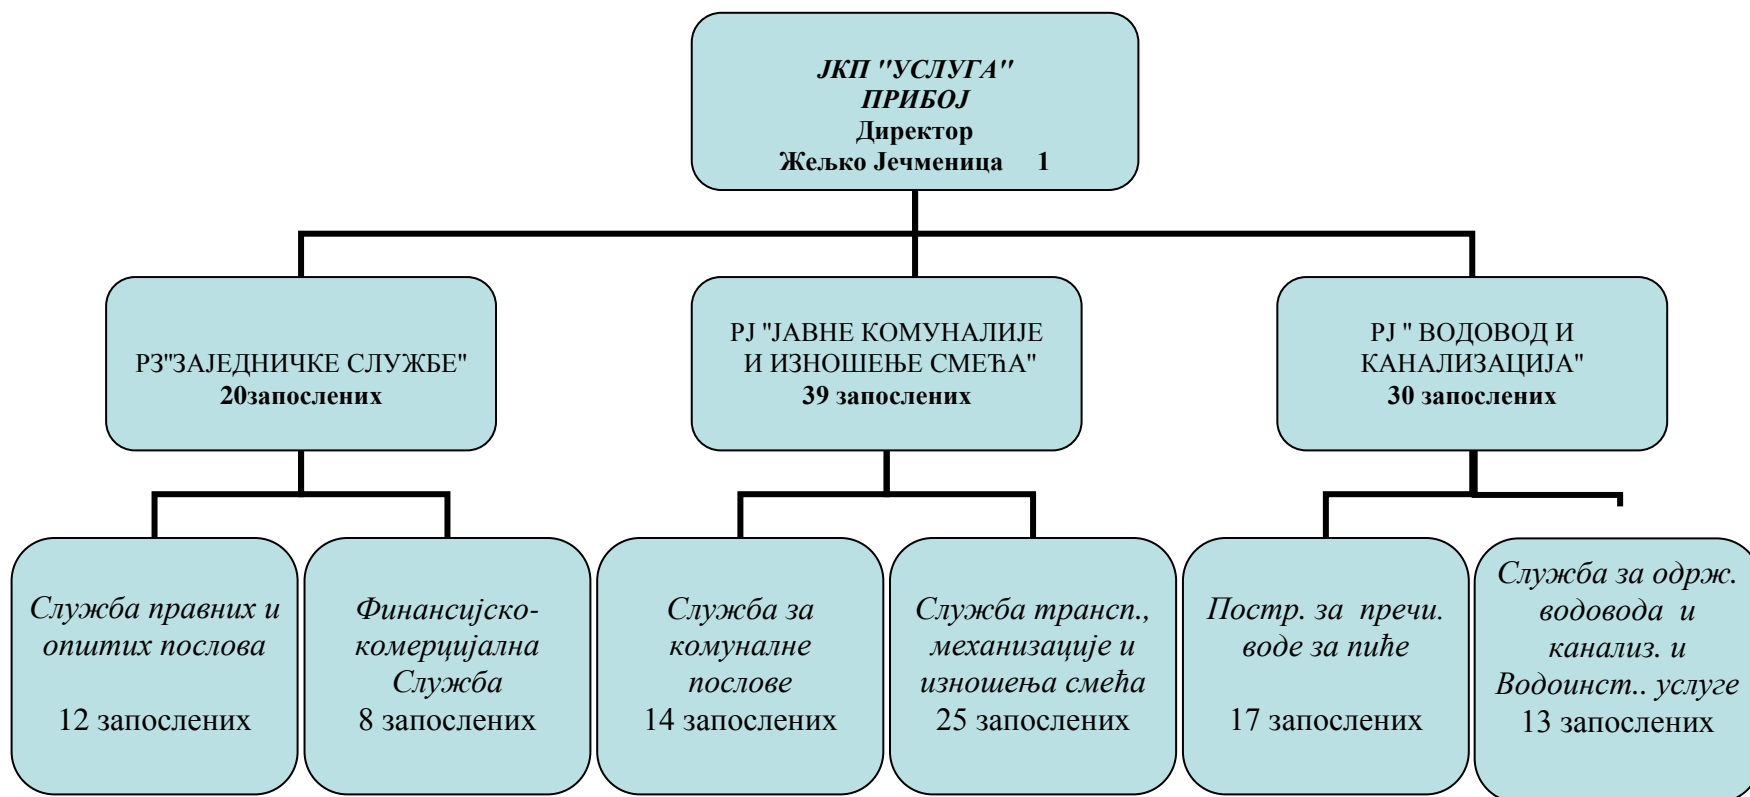 ЈКП "УСЛУГА"
ПРИБОЈ
Директор
Жељко Јечменица 1
РЗ"ЗАЈЕДНИЧКЕ СЛУЖБЕ"
20запослених
РЈ "ЈАВНЕ КОМУНАЛИЈЕ
И ИЗНОШЕЊЕ СМЕЋА"
39 запослених
РЈ " ВОДОВОД И
КАНАЛИЗАЦИЈА"
30 запослених
Служба правних и
општих послова
12 запослених
Финансијско-
комерцијална
Служба
8 запослених
Служба за
комуналне
послове
14 запослених
Служба трансп.,
механизације и
изношења смећа
25 запослених
Постр. за пречи.
воде за пиће
17 запослених
Служба за одрж.
водовода и
канализ. и
Водоинст.. услуге
13 запослених